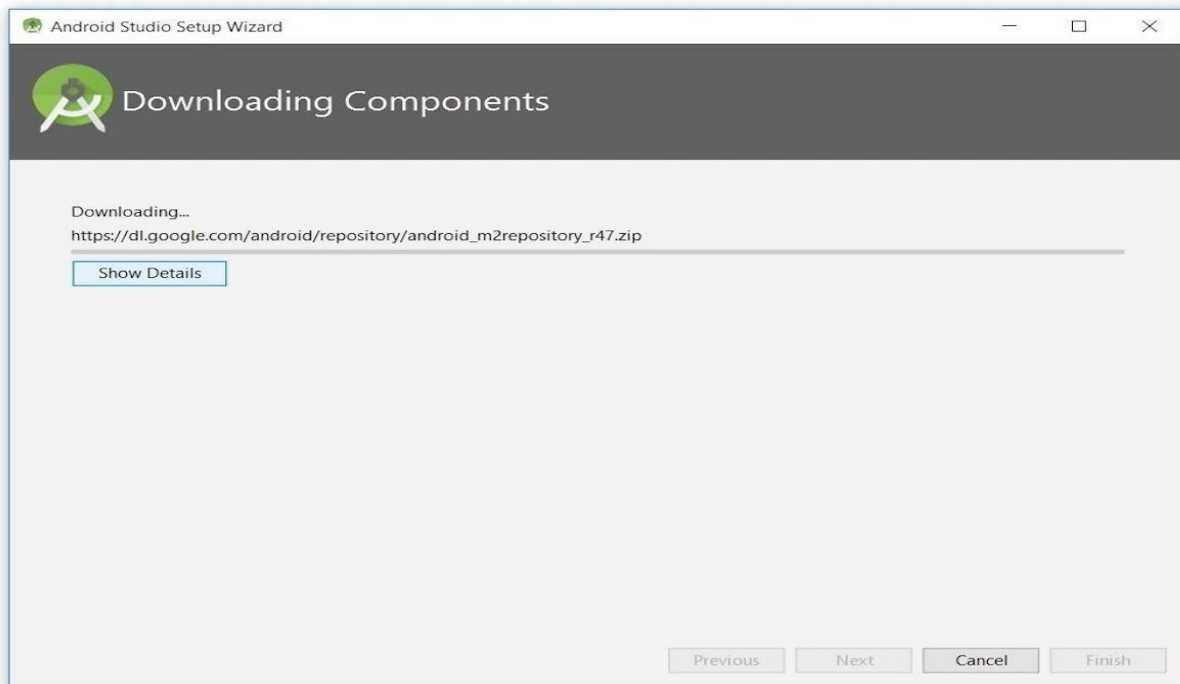 Android Studio Setup Wizard
Downloading Components
Downloading...
https://dl.google.com/android/repository/android_m2repository_r47.zip
Show Details
Previous
Next
Cancel
Finish